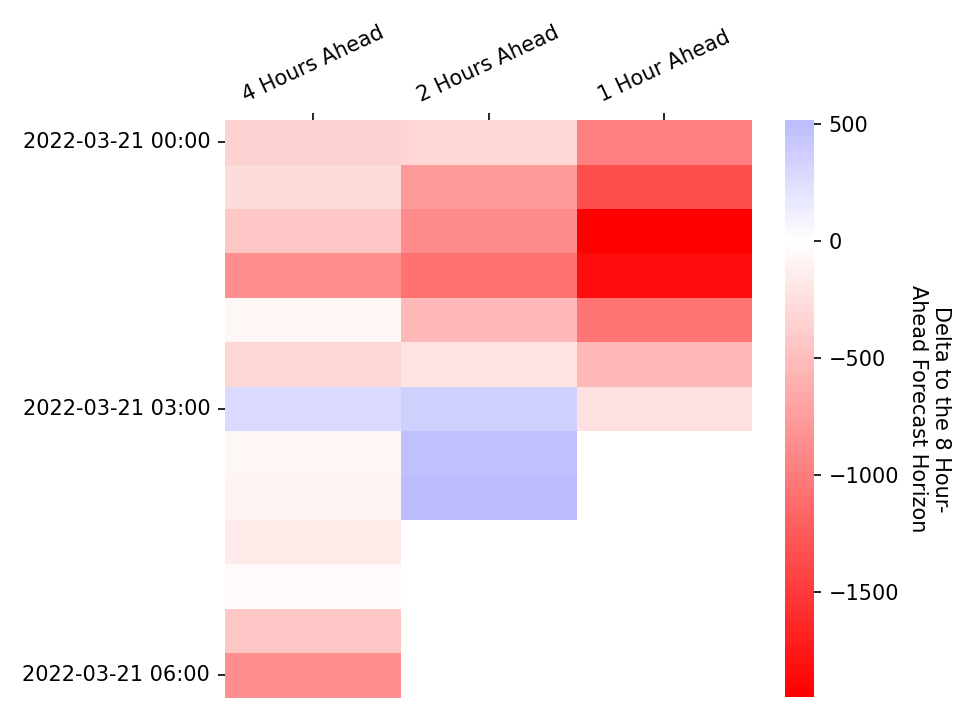 4 Hours Ahead
2 Hours Ahead
1 Hour Ahead
2022-03-21 00:00
2022-03-21 03:00
2022-03-21 06:00
500
0
−500
−1000
−1500
Delta to the 8 Hour-
Ahead Forecast Horizon